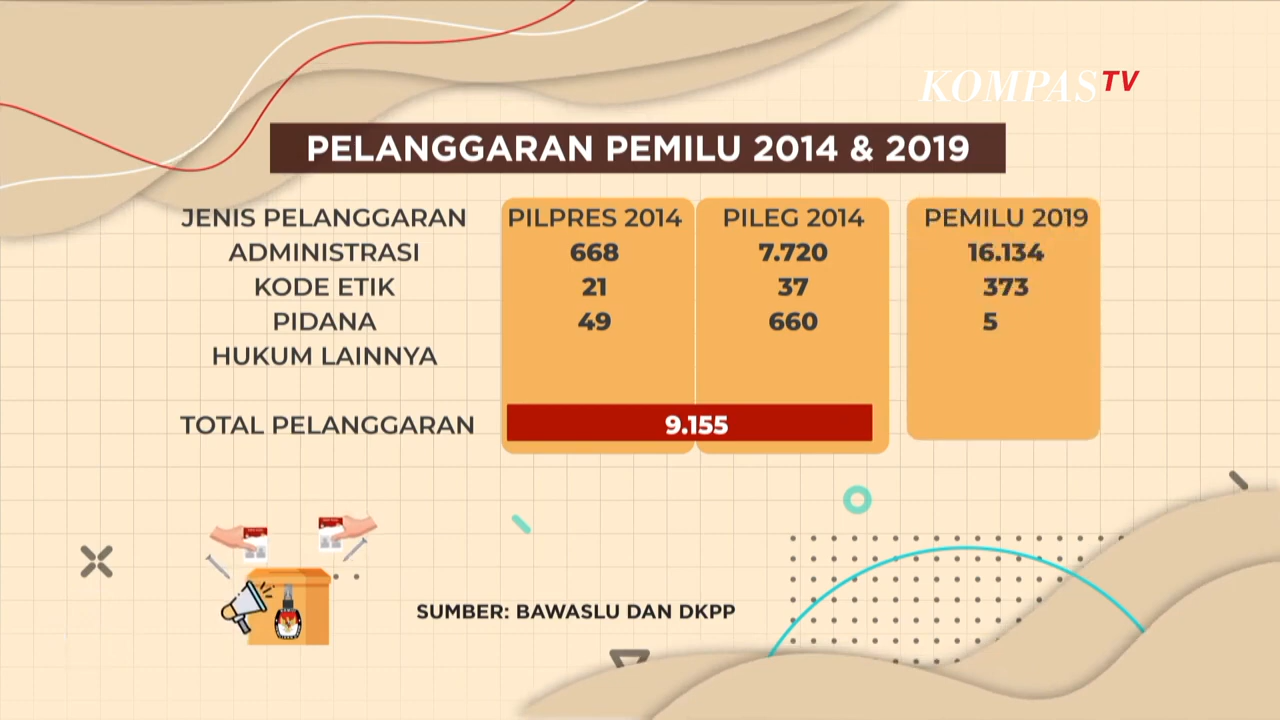 KOMPASTV
PELANGGARAN PEMILU 2014 & 2019
JENIS PELANGGARAN PILPRES 2014 PILEG 2014 PEMILU 2019
ADMINISTRASI 668 7.720 16.134
KODE ETIK 21 37 373
PIDANA 49 660 5
HUKUM LAINNYA
TOTAL PELANGGARAN 9.155
SUMBER: BAWASLU DAN DKPP